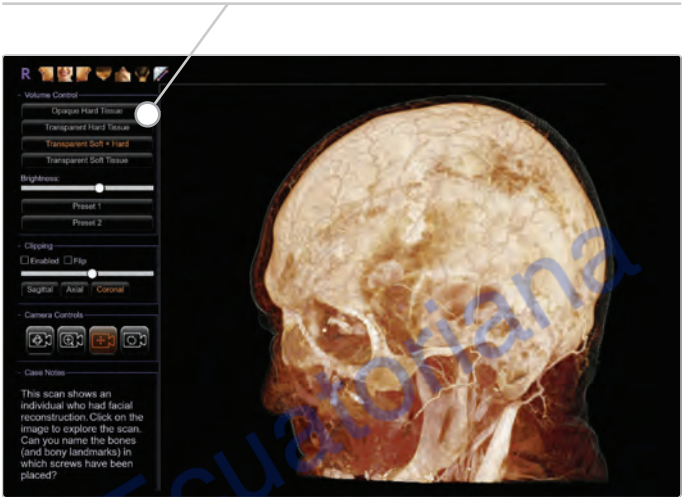 R
Volume Control
Opaque Hard Tissue
Transparent Hard Tissue
Transparent Soft + Hard
Transparent Soft Tissue
Brightness:
Preset 1
Preset 2
Clipping
Enabled Flip
Sagittal Axial Coronal
Camera Controls
Case Notes
This scan shows an
individual who had facial
reconstruction. Click on the
image to explore the scan.
Can you name the bones
(and bony landmarks) in
which screws have been
placed?
Ecuatoriana